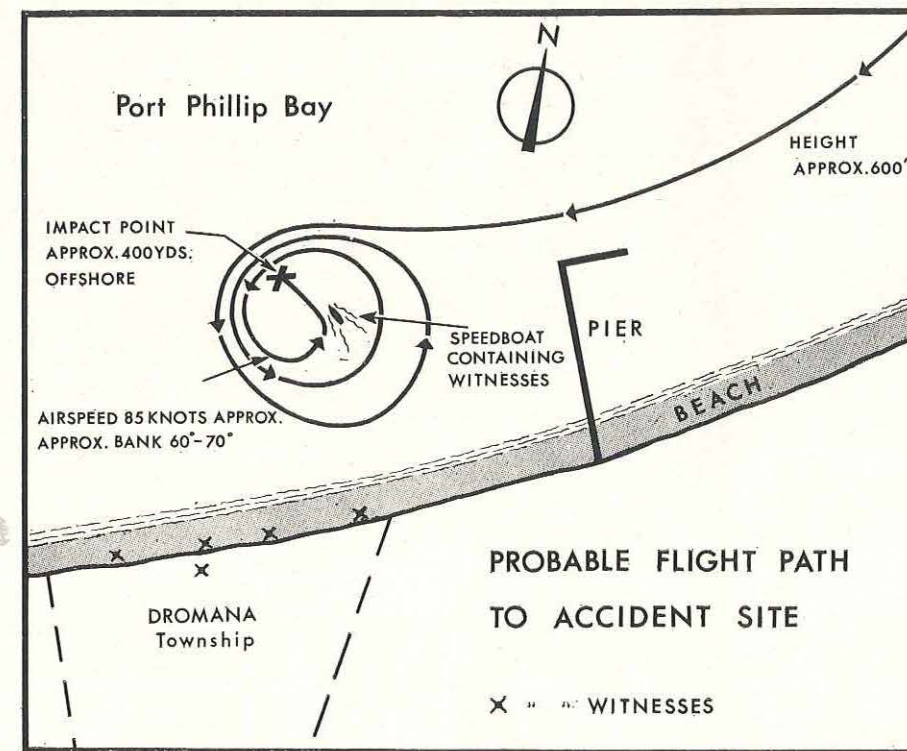 N
Port Phillip Bay
HEIGHT
APPROX.600'
IMPACT POINT
APPROX.400YDS.
OFFSHORE
PIER
SPEEDBOAT
CONTAINING
WITNESSES
BEACH
AIRSPEED 85 KNOTS APPROX.
APPROX. BANK 60°-70°
PROBABLE FLIGHT PATH
TO ACCIDENT SITE
DROMANA
Township
WITNESSES